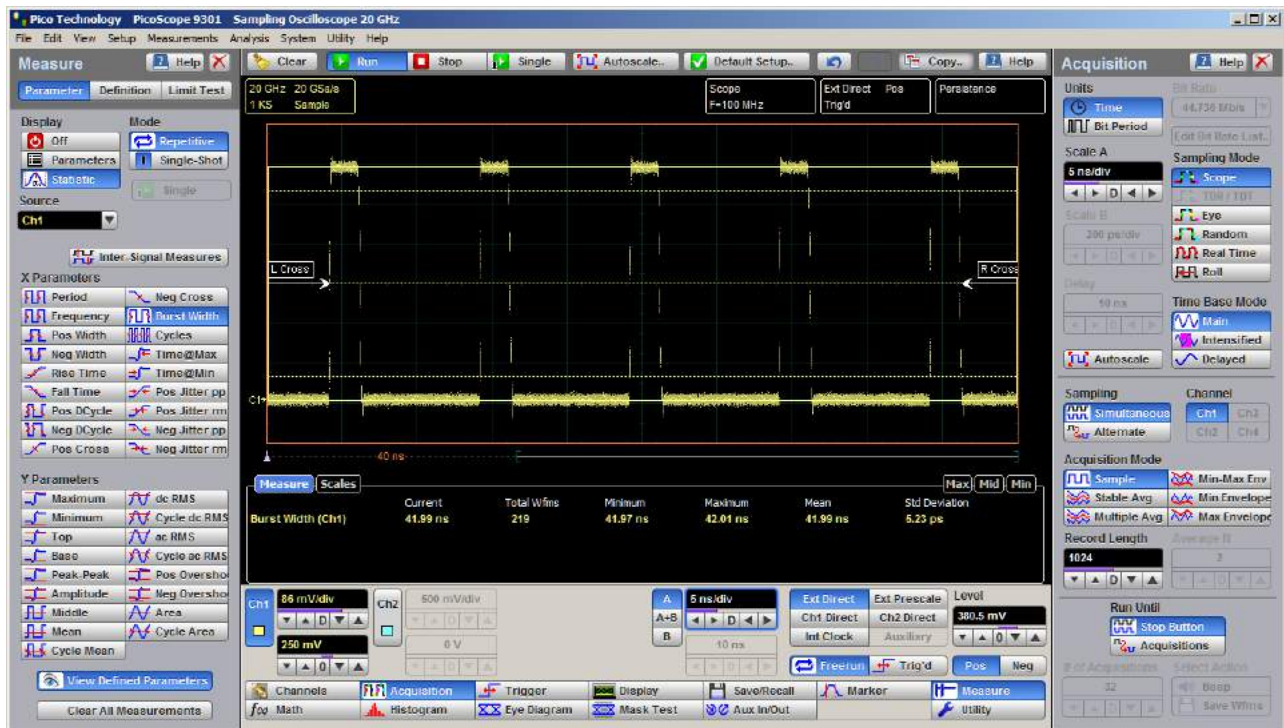 Pico Technology PicoScope 9301 Sampling Oscilloscope 20 GHz
File Edit View Setup Measurements Analysis System Utility Help
Measure
Help
Parameter Definition Limit Test
Display
Mode
Off
Repetitive
Parameters
Single-Shot
Statistic
Single
Source
Ch1
Inter-Signal Measures
X Parameters
Period Neg Cross
Frequency Burst Width
Pos Width Cycles
Neg Width Time@Max
Rise Time Time@Min
Fall Time Pos Jitter pp
Pos DCycle Pos Jitter rm
Neg DCycle Neg Jitter pp
Pos Cross Neg Jitter rm
Y Parameters
Maximum dc RMS
Minimum Cycle dc RMS
Top ac RMS
Base Cycle ac RMS
Peak-Peak Pos Oversho
Amplitude Neg Oversho
Middle Area
Mean Cycle Area
Cycle Mean
View Defined Parameters
Clear All Measurements
Clear Run Stop Single Autoscale.. Default Setup.. Copy.. Help
20 GHz 20 GSa/s
1 KS Sample
Scope
F=100 MHz
Ext Direct Pos
Trig'd
Persistence
L Cross
R Cross
C1
40 ns
Measure Scales
Max Mid Min
Current Total Wfms Minimum Maximum Mean Std Deviation
Burst Width (Ch1) 41.99 ns 219 41.97 ns 42.01 ns 41.99 ns 5.23 ps
Ch1
86 mV/div
D
250 mV
0
Ch2
500 mV/div
D
0 V
0
A
A+B
B
5 ns/div
D
10 ns
D
Ext Direct Ext Prescale
Ch1 Direct Ch2 Direct
Int Clock Auxiliary
Level
380.5 mV
0
Freerun Trig'd
Pos Neg
Channels Acquisition Trigger Display Save/Recall Marker Measure
f(x) Math Histogram Eye Diagram Mask Test Aux In/Out Utility
Acquisition
Help
Units
Time
Bit Period
Bit Rate
44.736 Mb/s
Edit Bit Rate List..
Scale A
5 ns/div
D
Scale B
200 ps/div
D
Delay
50 ns
D
Autoscale
Sampling Mode
Scope
TDR / TDT
Eye
Random
Real Time
Roll
Time Base Mode
Main
Intensified
Delayed
Sampling
Simultaneous
Alternate
Channel
Ch1 Ch3
Ch2 Ch4
Acquisition Mode
Sample Min-Max Env
Stable Avg Min Envelope
Multiple Avg Max Envelope
Record Length
1024
D
Average N
D
Run Until
Stop Button
Acquisitions
# of Acquisitions
32
D
Select Action
Beep
Save Wfms